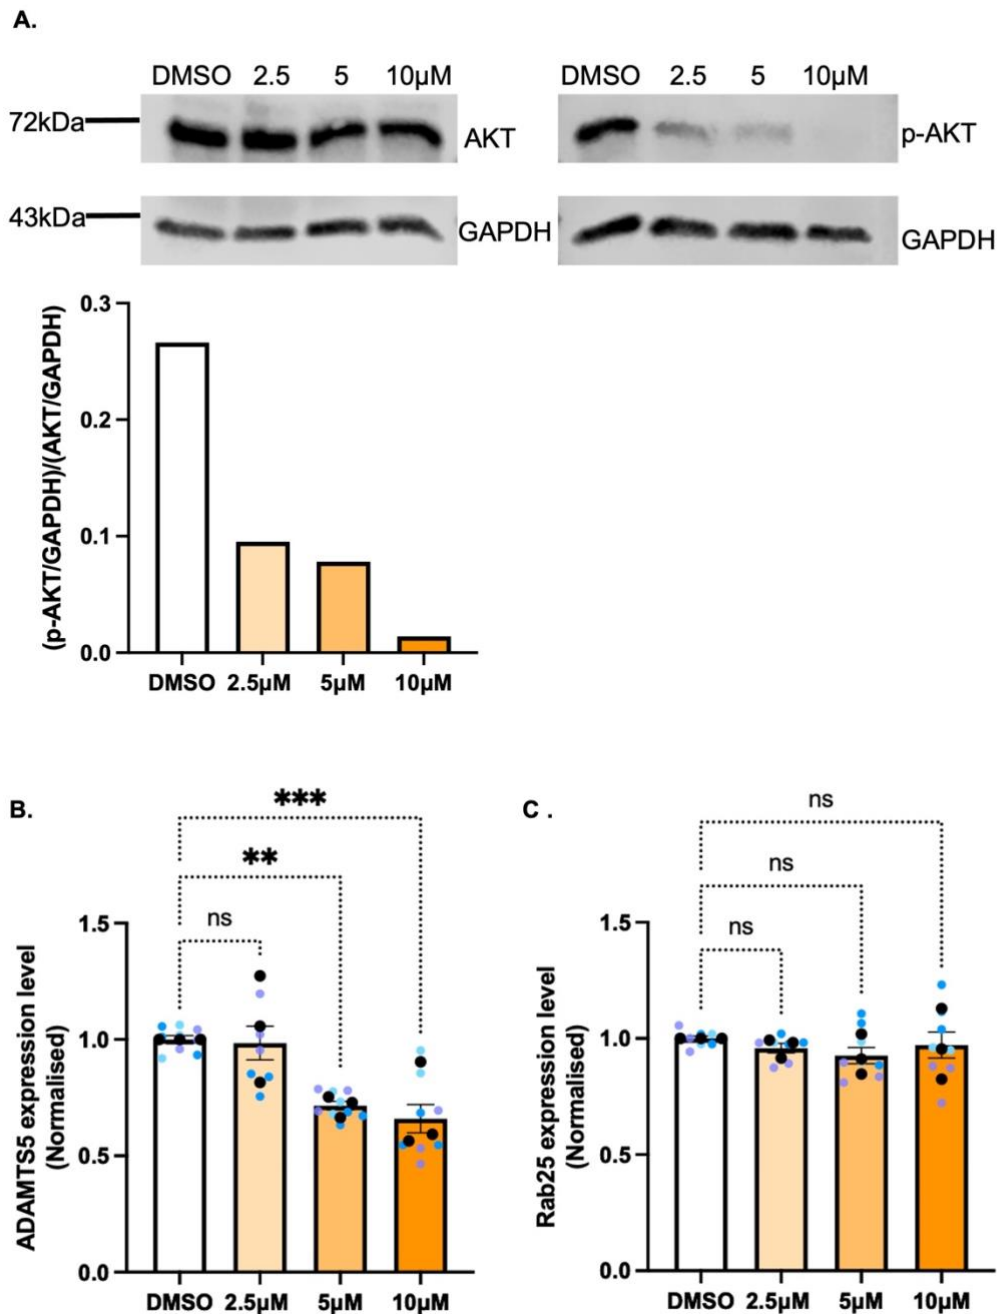 A.
DMSO 2.5 5 10µM
DMSO 2.5 5 10µM
72kDa
AKT
p-AKT
43kDa
GAPDH
GAPDH
(p-AKT/GAPDH)/(AKT/GAPDH)
0.3
0.2
0.1
0.0
DMSO 2.5µM 5µM 10µM
B.
***
**
ns
ADAMTS5 expression level
(Normalised)
1.5
1.0
0.5
0.0
DMSO 2.5µM 5µM 10µM
C .
ns
ns
ns
Rab25 expression level
(Normalised)
1.5
1.0
0.5
0.0
DMSO 2.5µM 5µM 10µM